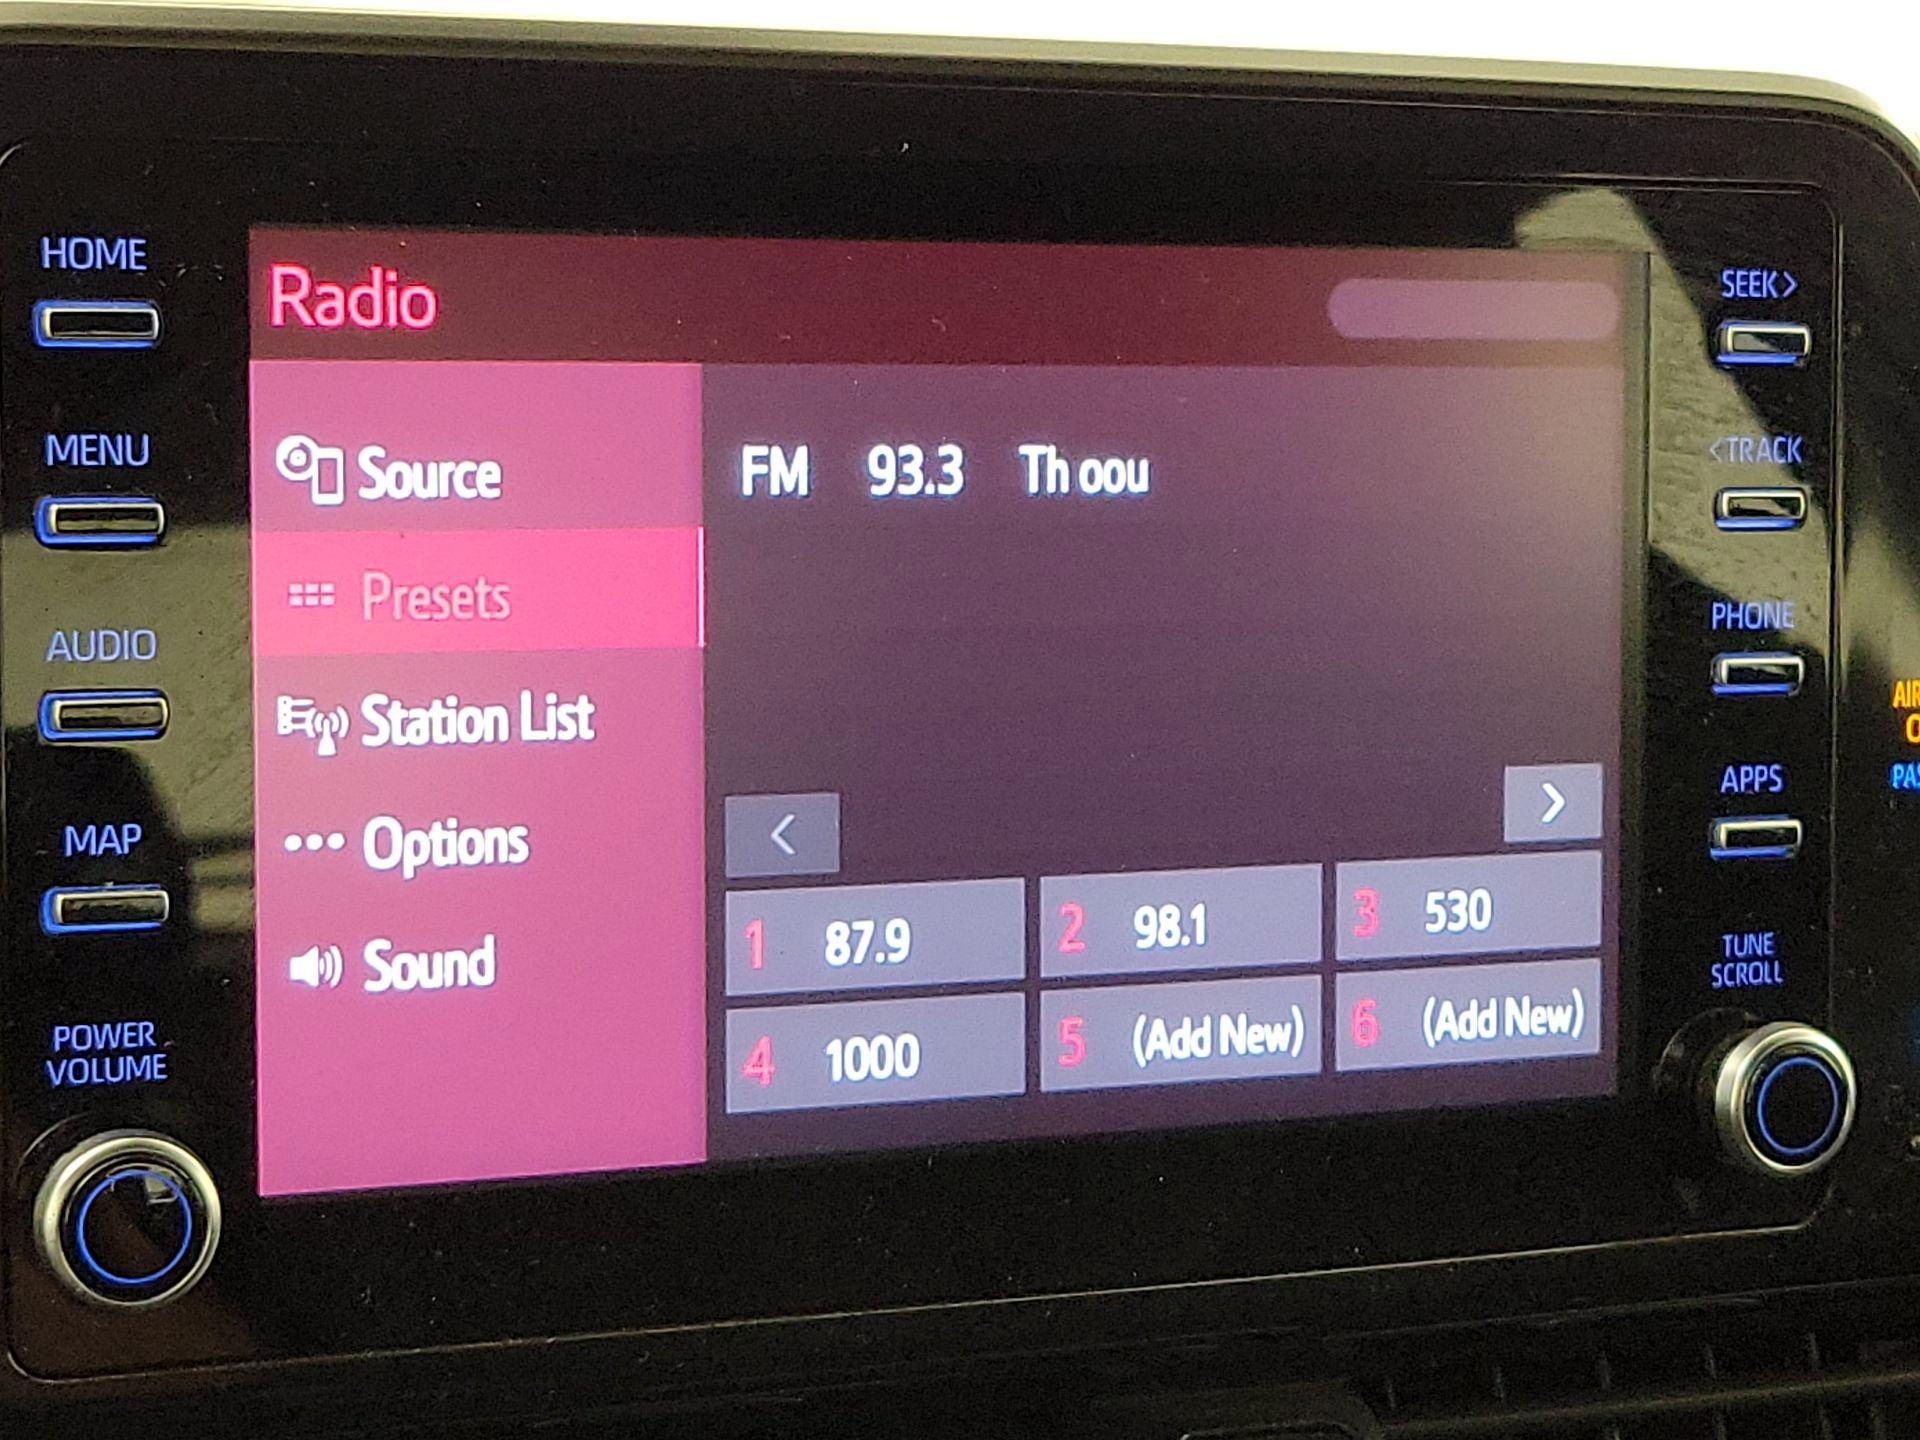 HOME
MENU
AUDIO
MAP
POWER
VOLUME
Radio
Source
Presets
Station List
Options
Sound
FM 93.3 Th oou
<
>
1 87.9
2 98.1
3 530
4 1000
5 (Add New)
6 (Add New)
SEEK>
<TRACK
PHONE
APPS
TUNE
SCROLL
AIR
PAS